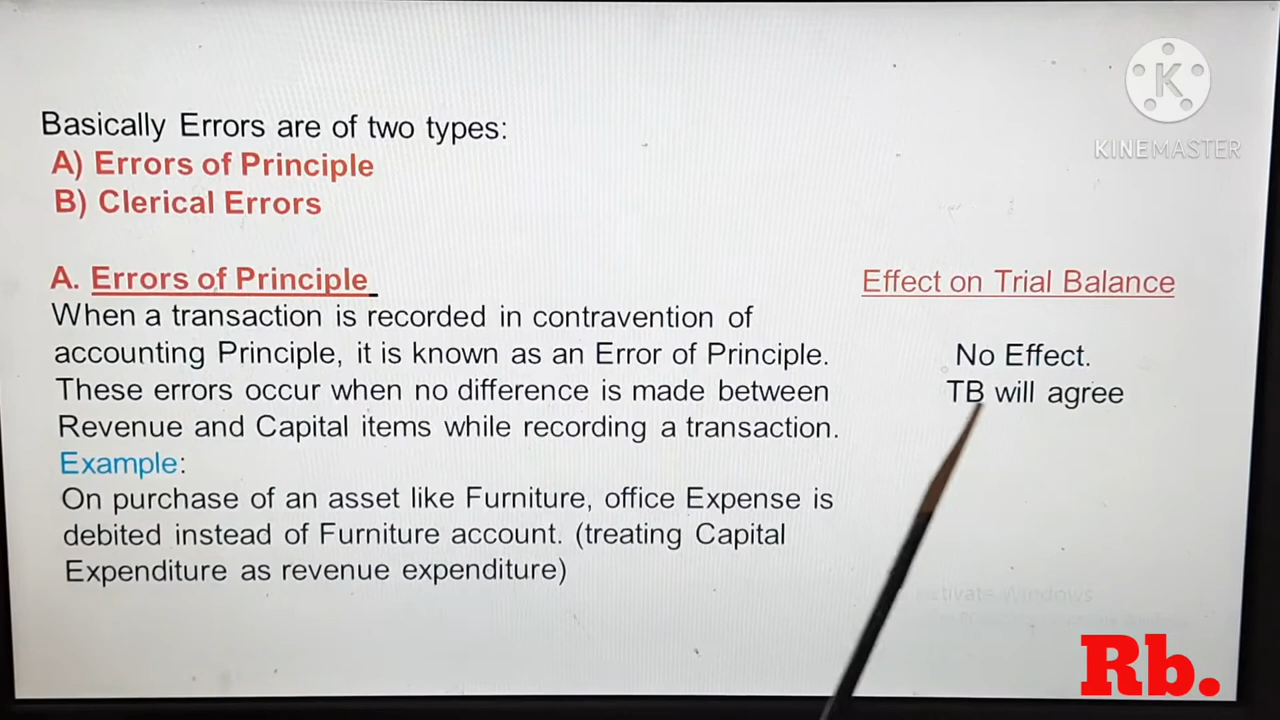 Basically Errors are of two types:
A) Errors of Principle
B) Clerical Errors
A. Errors of Principle
When a transaction is recorded in contravention of
accounting Principle, it is known as an Error of Principle.
These errors occur when no difference is made between
Revenue and Capital items while recording a transaction.
Example:
On purchase of an asset like Furniture, office Expense is
debited instead of Furniture account. (treating Capital
Expenditure as revenue expenditure)
Effect on Trial Balance
No Effect.
TB will agree
K
KINEMASTER
Windows
Rb.